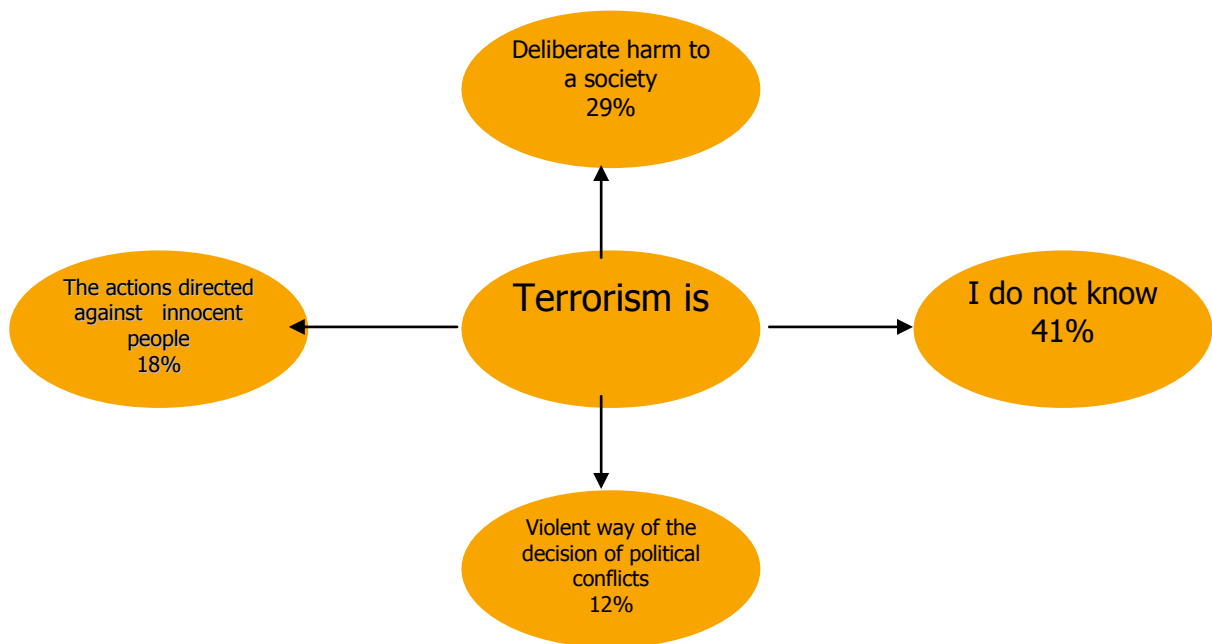 Deliberate harm to
a society
29%
The actions directed
against innocent
people
18%
Terrorism is
I do not know
41%
Violent way of the
decision of political
conflicts
12%